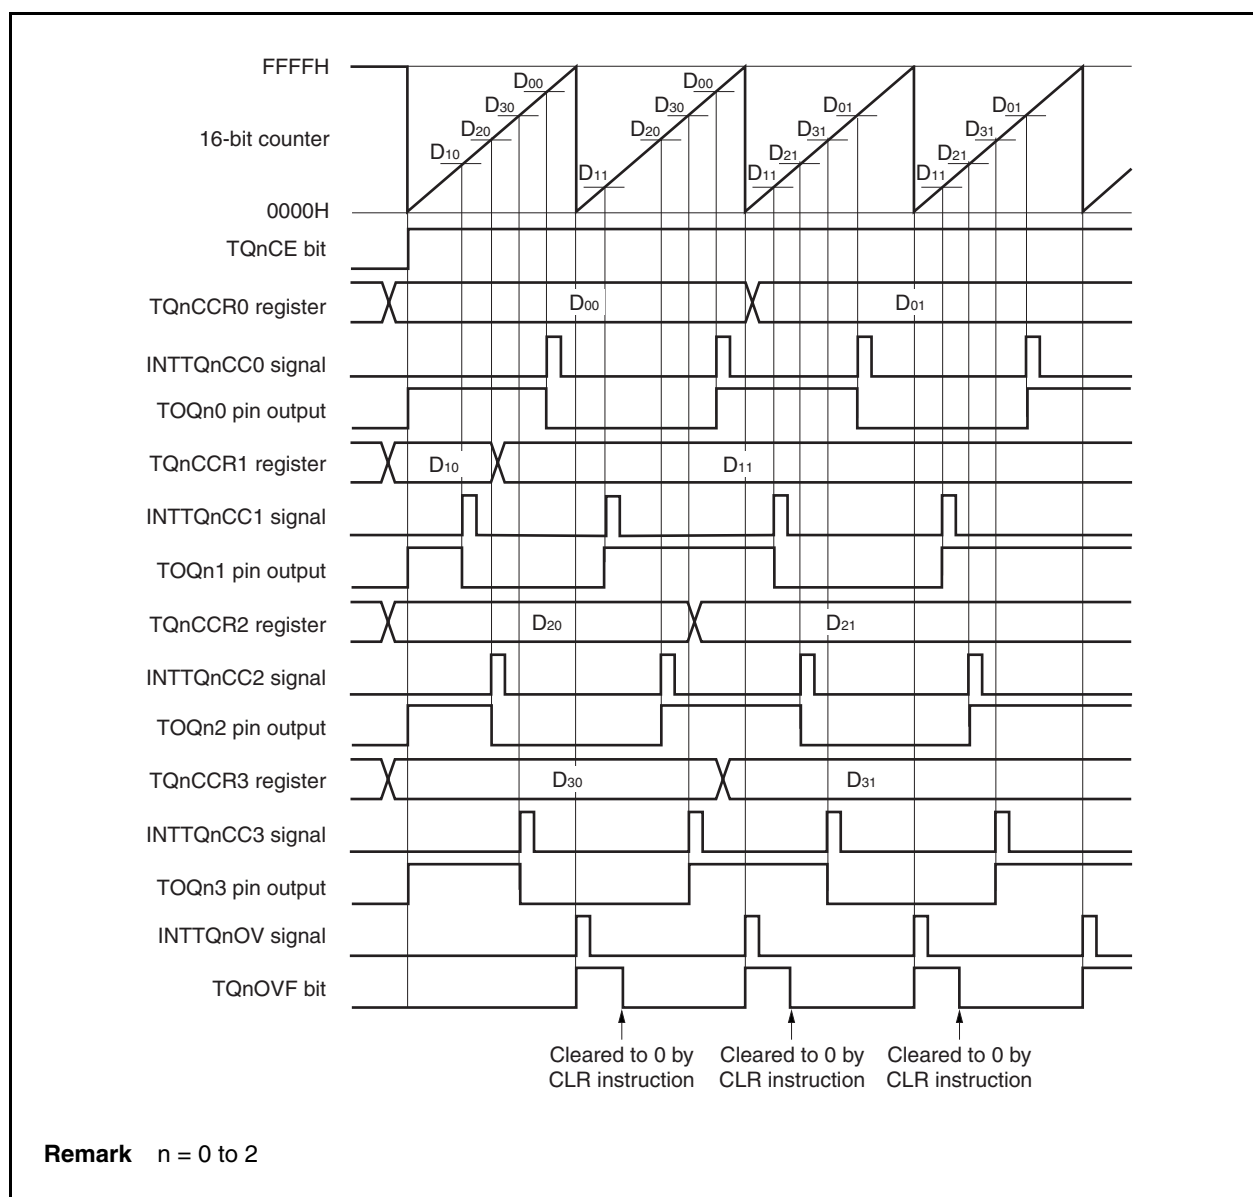 FFFFH
D00
D00
D30
D30
D01
D01
D20
D20
D31
D31
16-bit counter
D10
D21
D21
D11
D11
D11
0000H
TQnCE bit
TQnCCR0 register
D00
D01
INTTQnCC0 signal
TOQn0 pin output
TQnCCR1 register
D10
D11
INTTQnCC1 signal
TOQn1 pin output
TQnCCR2 register
D20
D21
INTTQnCC2 signal
TOQn2 pin output
TQnCCR3 register
D30
D31
INTTQnCC3 signal
TOQn3 pin output
INTTQnOV signal
TQnOVF bit
Cleared to 0 by
CLR instruction
Cleared to 0 by
CLR instruction
Cleared to 0 by
CLR instruction
Remark n = 0 to 2